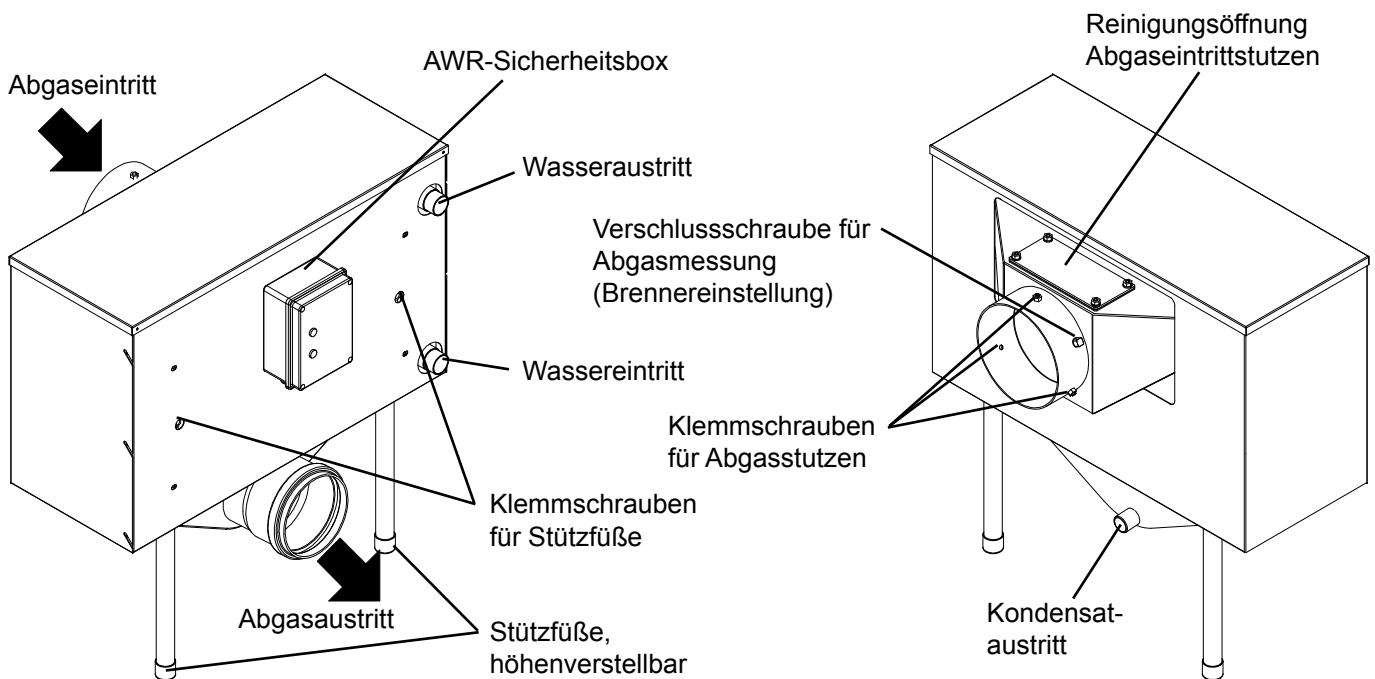 Abgaseintritt
AWR-Sicherheitsbox
Wasseraustritt
Wassereintritt
Klemmschrauben
für Stützfüße
Abgasaustritt
Stützfüße,
höhenverstellbar
Reinigungsöffnung
Abgaseintrittstutzen
Verschlussschraube für
Abgasmessung
(Brennereinstellung)
Klemmschrauben
für Abgasstutzen
Kondensat-
austritt